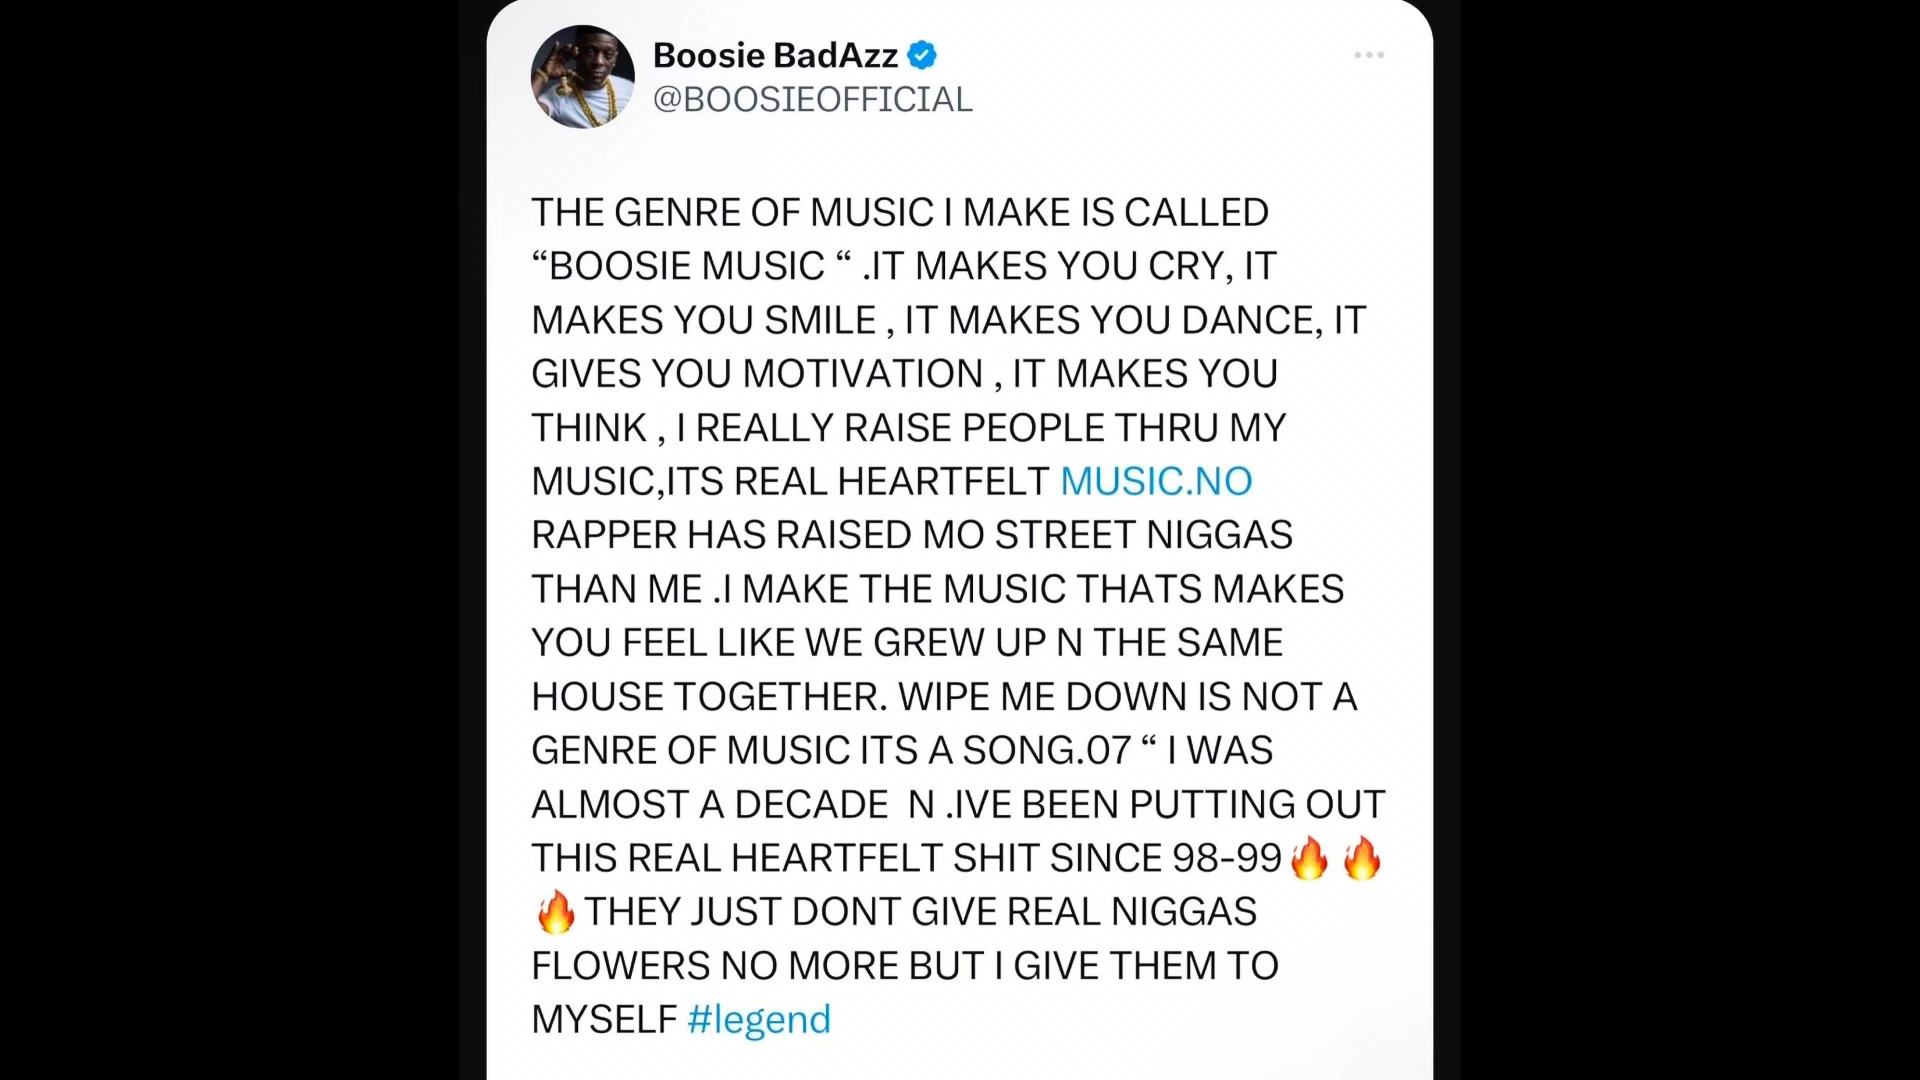 Boosie BadAzz
@BOOSIEOFFICIAL
THE GENRE OF MUSIC I MAKE IS CALLED
“BOOSIE MUSIC “ .IT MAKES YOU CRY, IT
MAKES YOU SMILE , IT MAKES YOU DANCE, IT
GIVES YOU MOTIVATION , IT MAKES YOU
THINK , I REALLY RAISE PEOPLE THRU MY
MUSIC,ITS REAL HEARTFELT MUSIC.NO
RAPPER HAS RAISED MO STREET NIGGAS
THAN ME .I MAKE THE MUSIC THATS MAKES
YOU FEEL LIKE WE GREW UP N THE SAME
HOUSE TOGETHER. WIPE ME DOWN IS NOT A
GENRE OF MUSIC ITS A SONG.07 “ I WAS
ALMOST A DECADE  N .IVE BEEN PUTTING OUT
THIS REAL HEARTFELT SHIT SINCE 98-99🔥 🔥
🔥 THEY JUST DONT GIVE REAL NIGGAS
FLOWERS NO MORE BUT I GIVE THEM TO
MYSELF #legend